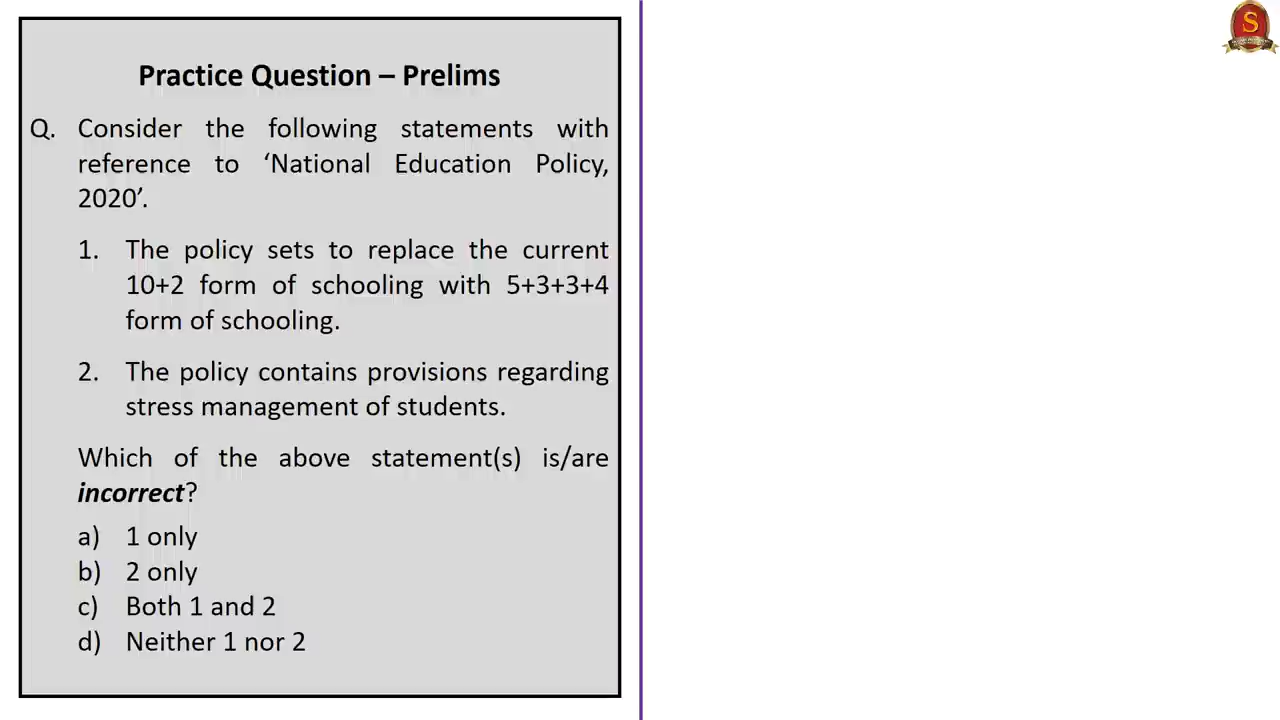 Practice Question – Prelims
Q. Consider the following statements with
reference to ‘National Education Policy,
2020’.
1. The policy sets to replace the current
10+2 form of schooling with 5+3+3+4
form of schooling.
2. The policy contains provisions regarding
stress management of students.
Which of the above statement(s) is/are
incorrect?
a) 1 only
b) 2 only
c) Both 1 and 2
d) Neither 1 nor 2
S